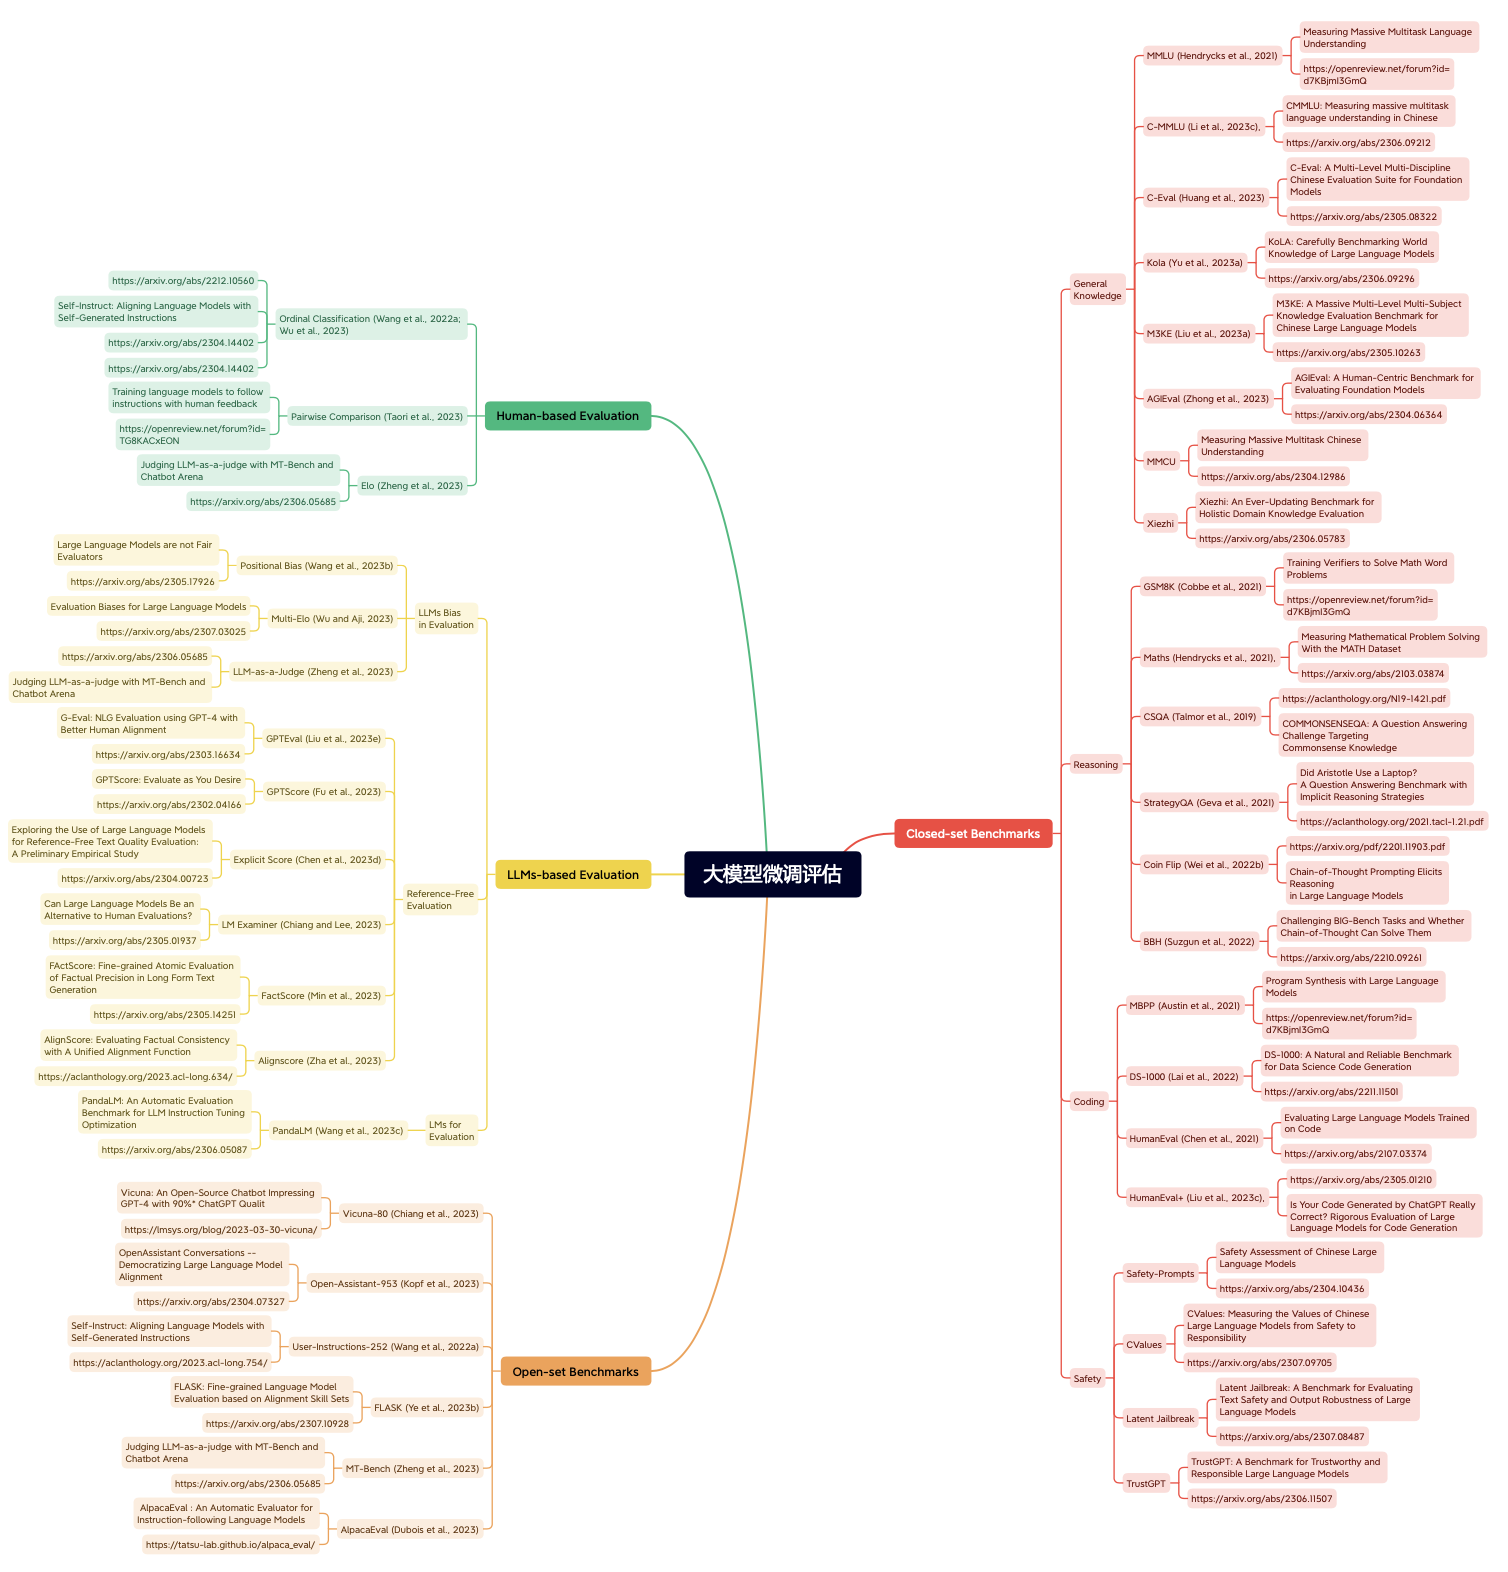 大模型微调评估
Human-based Evaluation
Ordinal Classification (Wang et al., 2022a;
Wu et al., 2023)
https://arxiv.org/abs/2212.10560
Self-Instruct: Aligning Language Models with
Self-Generated Instructions
https://arxiv.org/abs/2304.14402
https://arxiv.org/abs/2304.14402
Pairwise Comparison (Taori et al., 2023)
Training language models to follow
instructions with human feedback
https://openreview.net/forum?id=
TG8KACxEON
Elo (Zheng et al., 2023)
Judging LLM-as-a-judge with MT-Bench and
Chatbot Arena
https://arxiv.org/abs/2306.05685
LLMs-based Evaluation
LLMs Bias
in Evaluation
Positional Bias (Wang et al., 2023b)
Large Language Models are not Fair
Evaluators
https://arxiv.org/abs/2305.17926
Multi-Elo (Wu and Aji, 2023)
Evaluation Biases for Large Language Models
https://arxiv.org/abs/2307.03025
LLM-as-a-Judge (Zheng et al., 2023)
https://arxiv.org/abs/2306.05685
Judging LLM-as-a-judge with MT-Bench and
Chatbot Arena
Reference-Free
Evaluation
GPTEval (Liu et al., 2023e)
G-Eval: NLG Evaluation using GPT-4 with
Better Human Alignment
https://arxiv.org/abs/2303.16634
GPTScore (Fu et al., 2023)
GPTScore: Evaluate as You Desire
https://arxiv.org/abs/2302.04166
Explicit Score (Chen et al., 2023d)
Exploring the Use of Large Language Models
for Reference-Free Text Quality Evaluation:
A Preliminary Empirical Study
https://arxiv.org/abs/2304.00723
LM Examiner (Chiang and Lee, 2023)
Can Large Language Models Be an
Alternative to Human Evaluations?
https://arxiv.org/abs/2305.01937
FactScore (Min et al., 2023)
FActScore: Fine-grained Atomic Evaluation
of Factual Precision in Long Form Text
Generation
https://arxiv.org/abs/2305.14251
Alignscore (Zha et al., 2023)
AlignScore: Evaluating Factual Consistency
with A Unified Alignment Function
https://aclanthology.org/2023.acl-long.634/
LMs for
Evaluation
PandaLM (Wang et al., 2023c)
PandaLM: An Automatic Evaluation
Benchmark for LLM Instruction Tuning
Optimization
https://arxiv.org/abs/2306.05087
Open-set Benchmarks
Vicuna-80 (Chiang et al., 2023)
Vicuna: An Open-Source Chatbot Impressing
GPT-4 with 90%* ChatGPT Qualit
https://lmsys.org/blog/2023-03-30-vicuna/
Open-Assistant-953 (Kopf et al., 2023)
OpenAssistant Conversations --
Democratizing Large Language Model
Alignment
https://arxiv.org/abs/2304.07327
User-Instructions-252 (Wang et al., 2022a)
Self-Instruct: Aligning Language Models with
Self-Generated Instructions
https://aclanthology.org/2023.acl-long.754/
FLASK (Ye et al., 2023b)
FLASK: Fine-grained Language Model
Evaluation based on Alignment Skill Sets
https://arxiv.org/abs/2307.10928
MT-Bench (Zheng et al., 2023)
Judging LLM-as-a-judge with MT-Bench and
Chatbot Arena
https://arxiv.org/abs/2306.05685
AlpacaEval (Dubois et al., 2023)
AlpacaEval : An Automatic Evaluator for
Instruction-following Language Models
https://tatsu-lab.github.io/alpaca_eval/
Closed-set Benchmarks
General
Knowledge
MMLU (Hendrycks et al., 2021)
Measuring Massive Multitask Language
Understanding
https://openreview.net/forum?id=
d7KBjmI3GmQ
C-MMLU (Li et al., 2023c),
CMMLU: Measuring massive multitask
language understanding in Chinese
https://arxiv.org/abs/2306.09212
C-Eval (Huang et al., 2023)
C-Eval: A Multi-Level Multi-Discipline
Chinese Evaluation Suite for Foundation
Models
https://arxiv.org/abs/2305.08322
Kola (Yu et al., 2023a)
KoLA: Carefully Benchmarking World
Knowledge of Large Language Models
https://arxiv.org/abs/2306.09296
M3KE (Liu et al., 2023a)
M3KE: A Massive Multi-Level Multi-Subject
Knowledge Evaluation Benchmark for
Chinese Large Language Models
https://arxiv.org/abs/2305.10263
AGIEval (Zhong et al., 2023)
AGIEval: A Human-Centric Benchmark for
Evaluating Foundation Models
https://arxiv.org/abs/2304.06364
MMCU
Measuring Massive Multitask Chinese
Understanding
https://arxiv.org/abs/2304.12986
Xiezhi
Xiezhi: An Ever-Updating Benchmark for
Holistic Domain Knowledge Evaluation
https://arxiv.org/abs/2306.05783
Reasoning
GSM8K (Cobbe et al., 2021)
Training Verifiers to Solve Math Word
Problems
https://openreview.net/forum?id=
d7KBjmI3GmQ
Maths (Hendrycks et al., 2021),
Measuring Mathematical Problem Solving
With the MATH Dataset
https://arxiv.org/abs/2103.03874
CSQA (Talmor et al., 2019)
https://aclanthology.org/N19-1421.pdf
COMMONSENSEQA: A Question Answering
Challenge Targeting
Commonsense Knowledge
StrategyQA (Geva et al., 2021)
Did Aristotle Use a Laptop?
A Question Answering Benchmark with
Implicit Reasoning Strategies
https://aclanthology.org/2021.tacl-1.21.pdf
Coin Flip (Wei et al., 2022b)
https://arxiv.org/pdf/2201.11903.pdf
Chain-of-Thought Prompting Elicits
Reasoning
in Large Language Models
BBH (Suzgun et al., 2022)
Challenging BIG-Bench Tasks and Whether
Chain-of-Thought Can Solve Them
https://arxiv.org/abs/2210.09261
Coding
MBPP (Austin et al., 2021)
Program Synthesis with Large Language
Models
https://openreview.net/forum?id=
d7KBjmI3GmQ
DS-1000 (Lai et al., 2022)
DS-1000: A Natural and Reliable Benchmark
for Data Science Code Generation
https://arxiv.org/abs/2211.11501
HumanEval (Chen et al., 2021)
Evaluating Large Language Models Trained
on Code
https://arxiv.org/abs/2107.03374
HumanEval+ (Liu et al., 2023c),
https://arxiv.org/abs/2305.01210
Is Your Code Generated by ChatGPT Really
Correct? Rigorous Evaluation of Large
Language Models for Code Generation
Safety
Safety-Prompts
Safety Assessment of Chinese Large
Language Models
https://arxiv.org/abs/2304.10436
CValues
CValues: Measuring the Values of Chinese
Large Language Models from Safety to
Responsibility
https://arxiv.org/abs/2307.09705
Latent Jailbreak
Latent Jailbreak: A Benchmark for Evaluating
Text Safety and Output Robustness of Large
Language Models
https://arxiv.org/abs/2307.08487
TrustGPT
TrustGPT: A Benchmark for Trustworthy and
Responsible Large Language Models
https://arxiv.org/abs/2306.11507